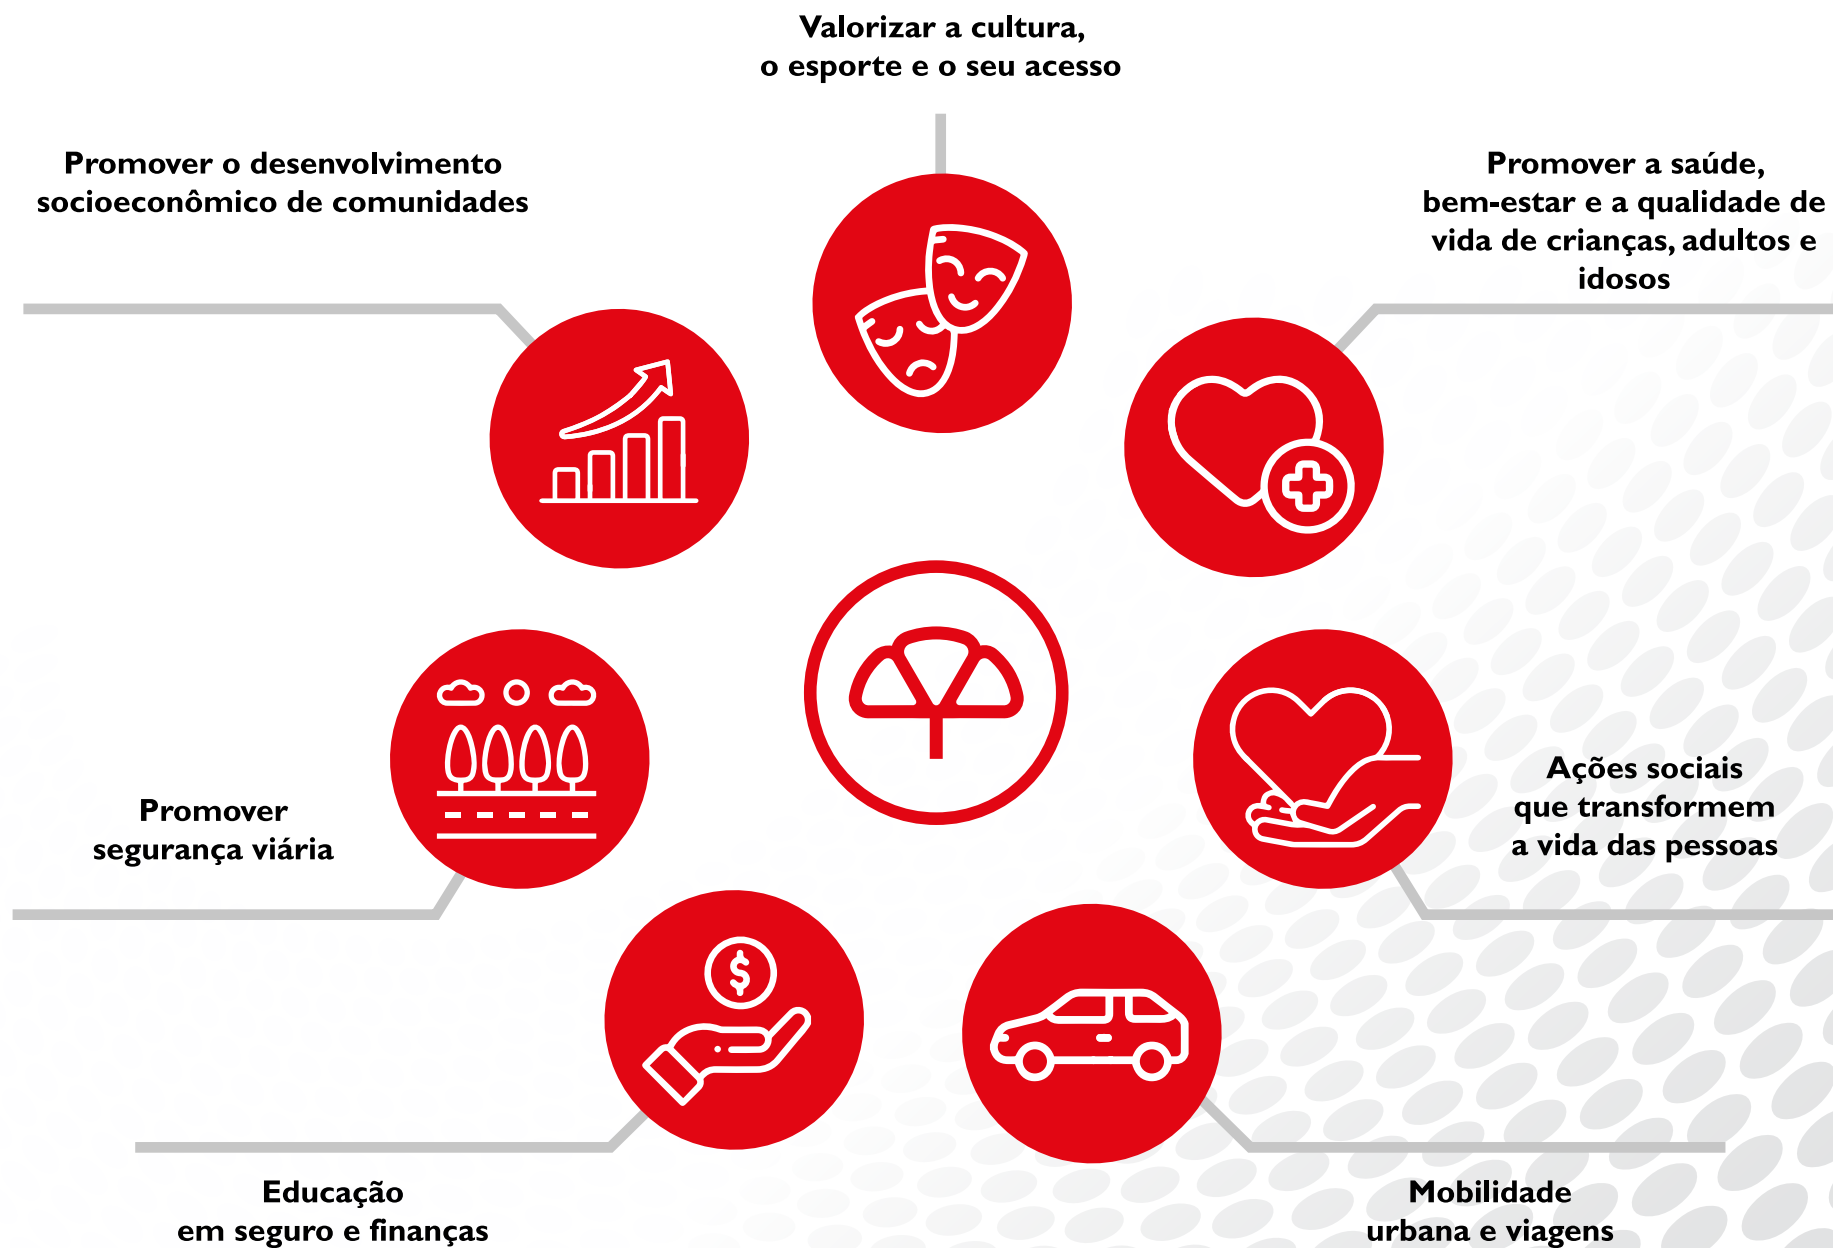 Valorizar a cultura,
o esporte e o seu acesso
Promover o desenvolvimento
socioeconômico de comunidades
Promover a saúde,
bem-estar e a qualidade de
vida de crianças, adultos e
idosos
Promover
segurança viária
Ações sociais
que transformem
a vida das pessoas
$
Educação
em seguro e finanças
Mobilidade
urbana e viagens